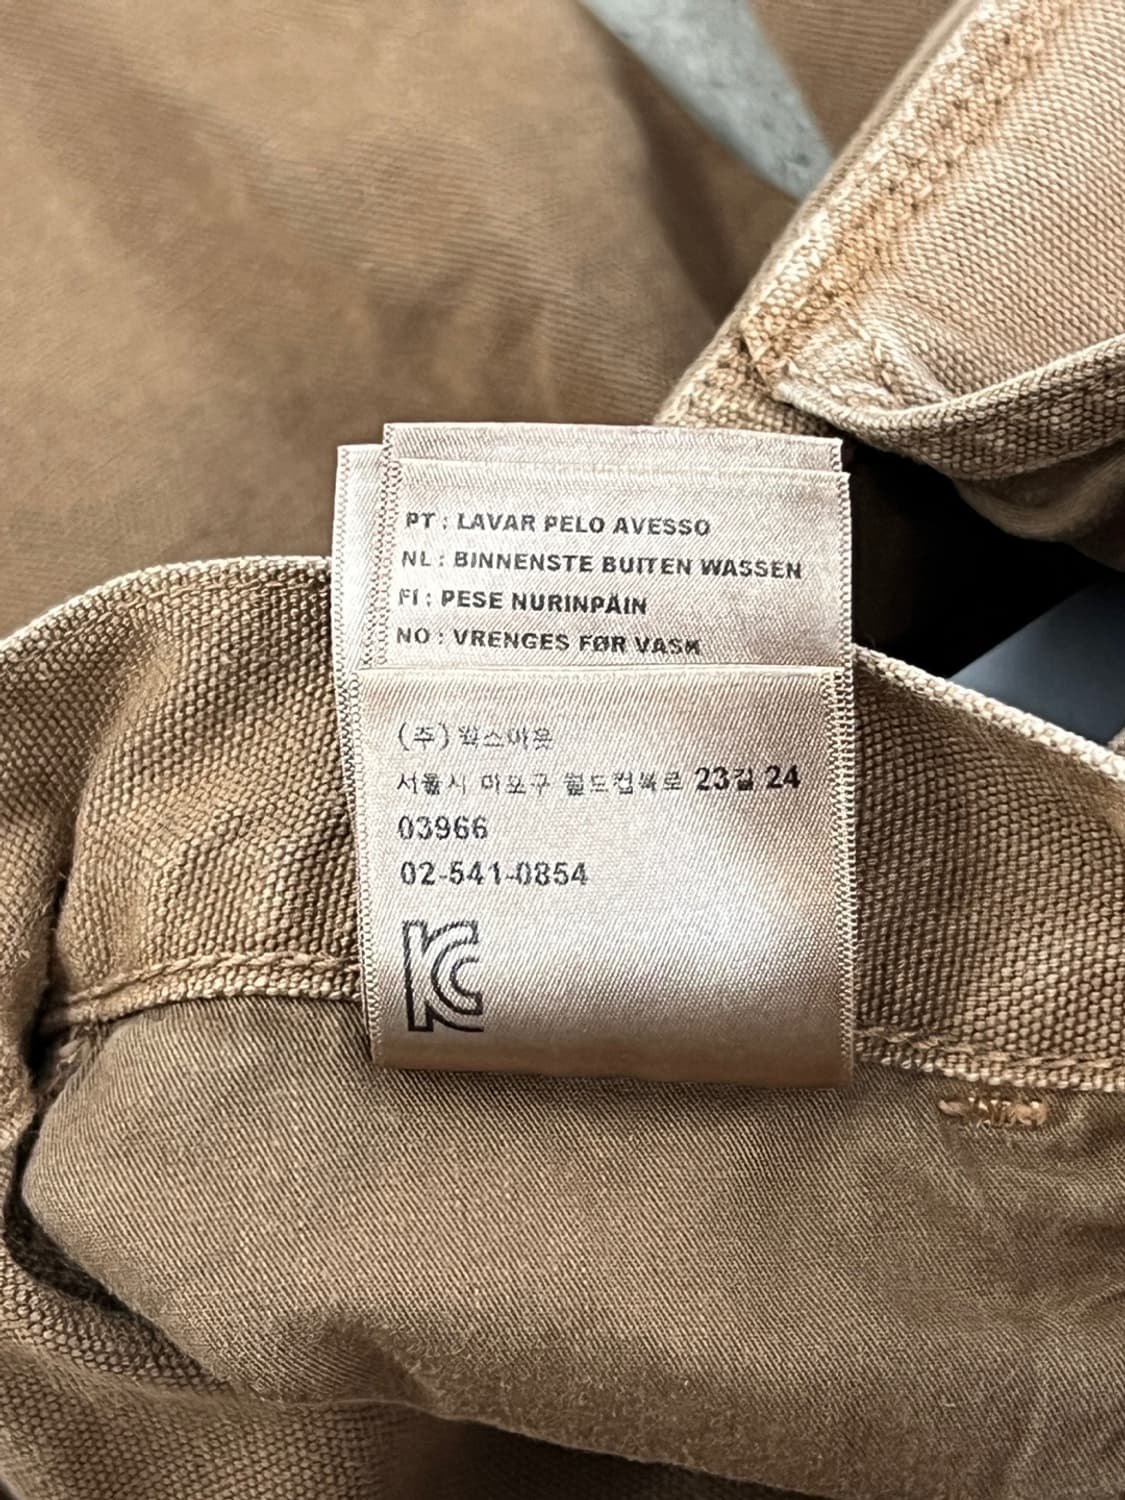 PT : LAVAR PELO AVESSO
NL : BINNENSTE BUITEN WASSEN
FI : PESE NURINPÄIN
NO : VRENGES FØR VASK
(주) 웍스아웃
서울시 마포구 월드컵북로 23길 24
03966
02-541-0854
KC